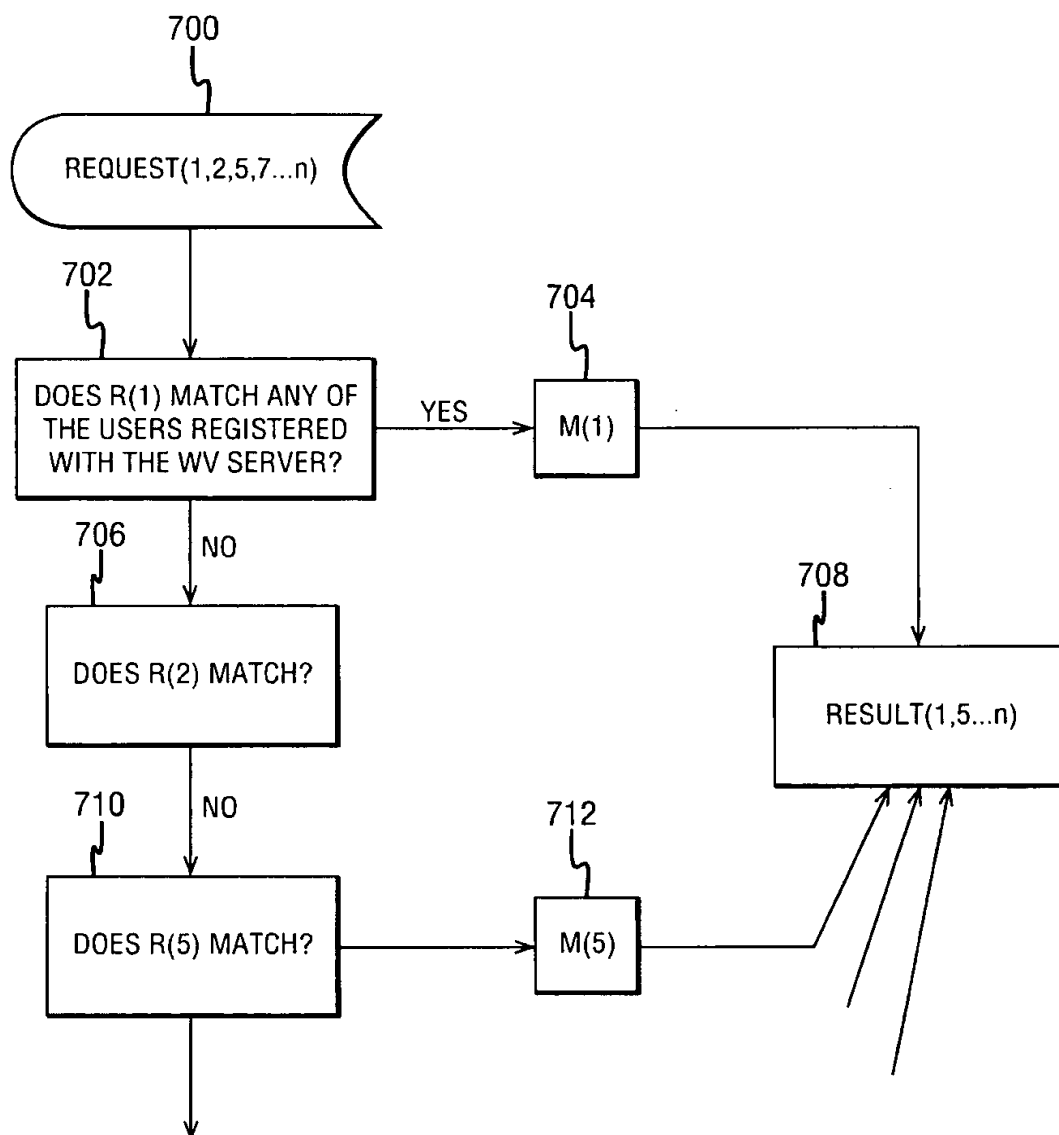 700
REQUEST(1,2,5,7...n)
702
DOES R(1) MATCH ANY OF
THE USERS REGISTERED
WITH THE WV SERVER?
YES
704
M(1)
NO
706
DOES R(2) MATCH?
708
RESULT(1,5...n)
NO
710
DOES R(5) MATCH?
712
M(5)